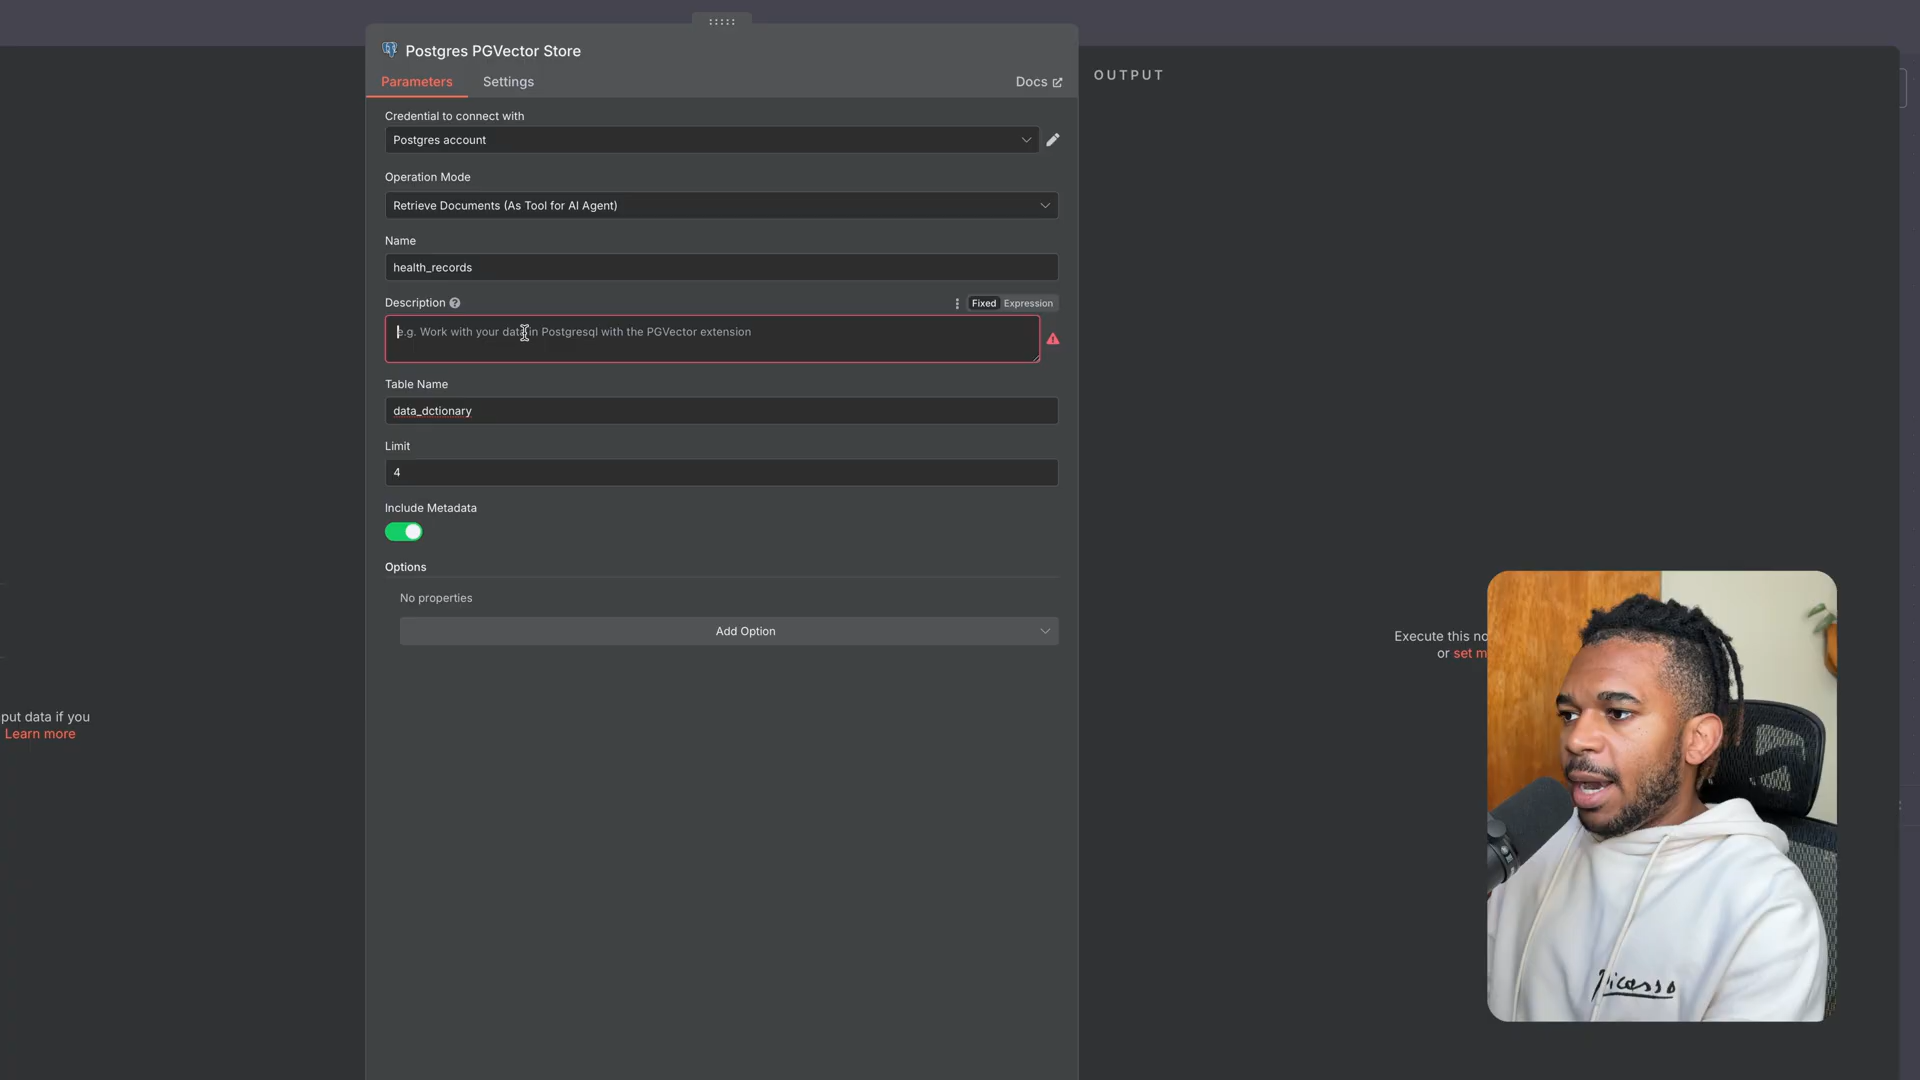 Postgres PGVector Store
Parameters
Settings
Docs
OUTPUT
Credential to connect with
Postgres account
Operation Mode
Retrieve Documents (As Tool for AI Agent)
Name
health_records
Description
Fixed Expression
e.g. Work with your data in Postgresql with the PGVector extension
Table Name
data_dctionary
Limit
4
Include Metadata
Options
No properties
Add Option
Execute this no
or set m
put data if you
Learn more
Picasso